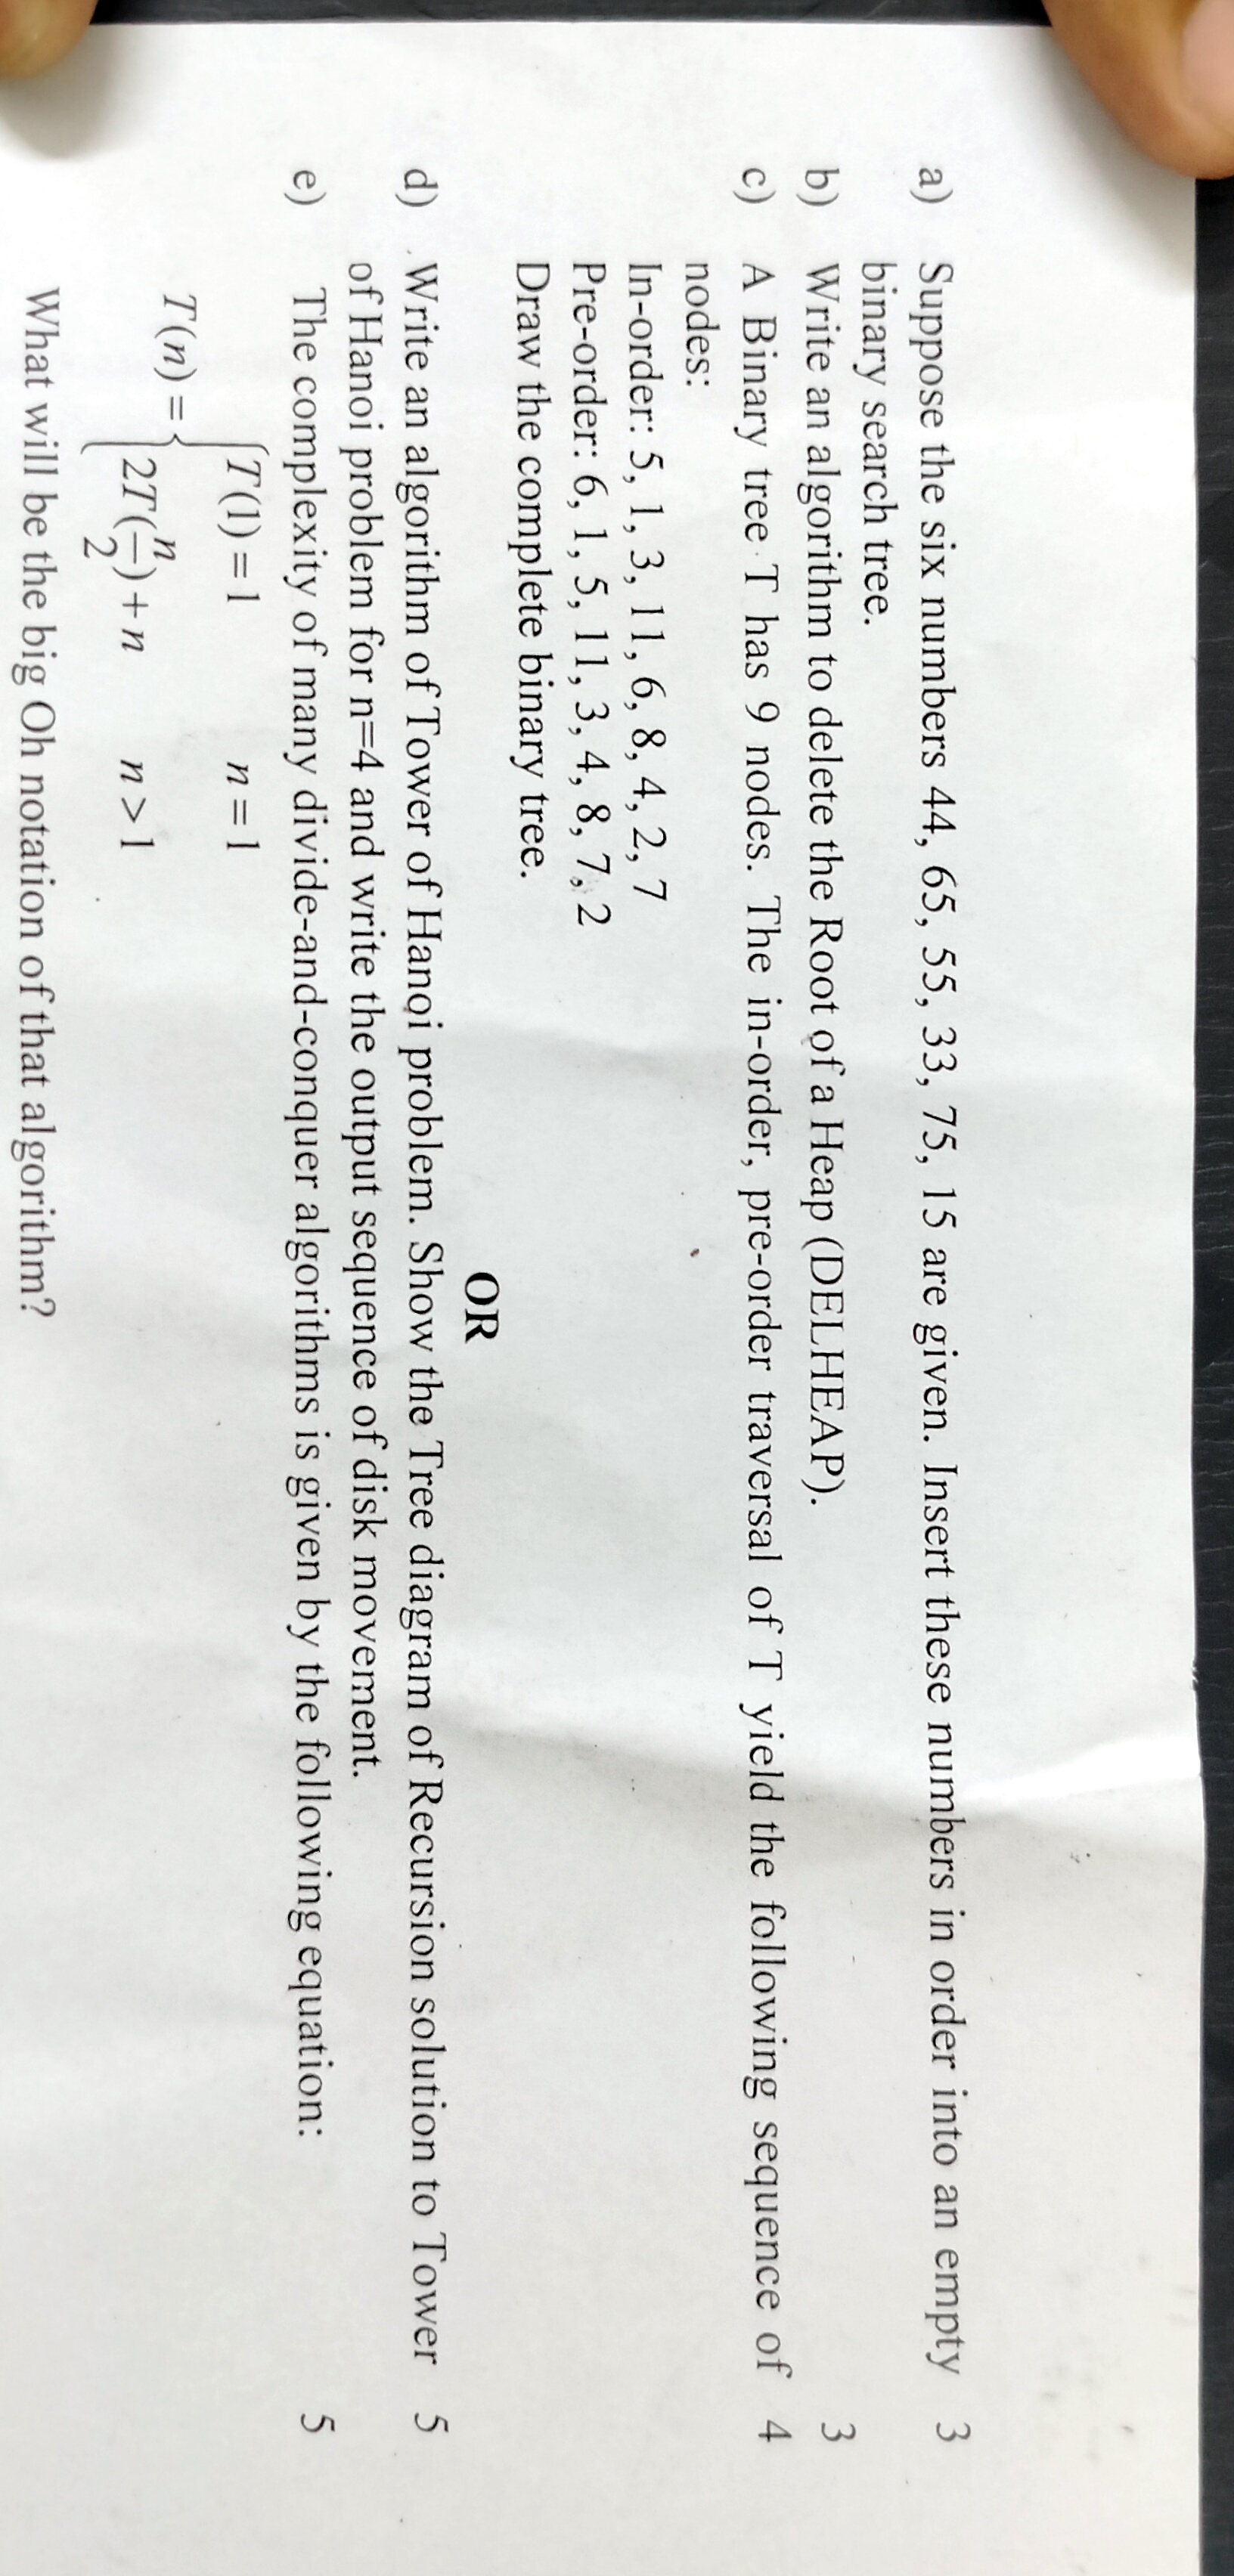 a) Suppose the six numbers 44, 65, 55, 33, 75, 15 are given. Insert these numbers in order into an empty 3
binary search tree.
b) Write an algorithm to delete the Root of a Heap (DELHEAP). 3
c) A Binary tree T has 9 nodes. The in-order, pre-order traversal of T yield the following sequence of 4
nodes:
In-order: 5, 1, 3, 11, 6, 8, 4, 2, 7
Pre-order: 6, 1, 5, 11, 3, 4, 8, 7, 2
Draw the complete binary tree.
OR
d) Write an algorithm of Tower of Hanoi problem. Show the Tree diagram of Recursion solution to Tower 5
of Hanoi problem for n=4 and write the output sequence of disk movement.
e) The complexity of many divide-and-conquer algorithms is given by the following equation: 5
T(1) = 1 n = 1
T(n) = {
2T(n/2) + n n > 1
What will be the big Oh notation of that algorithm?